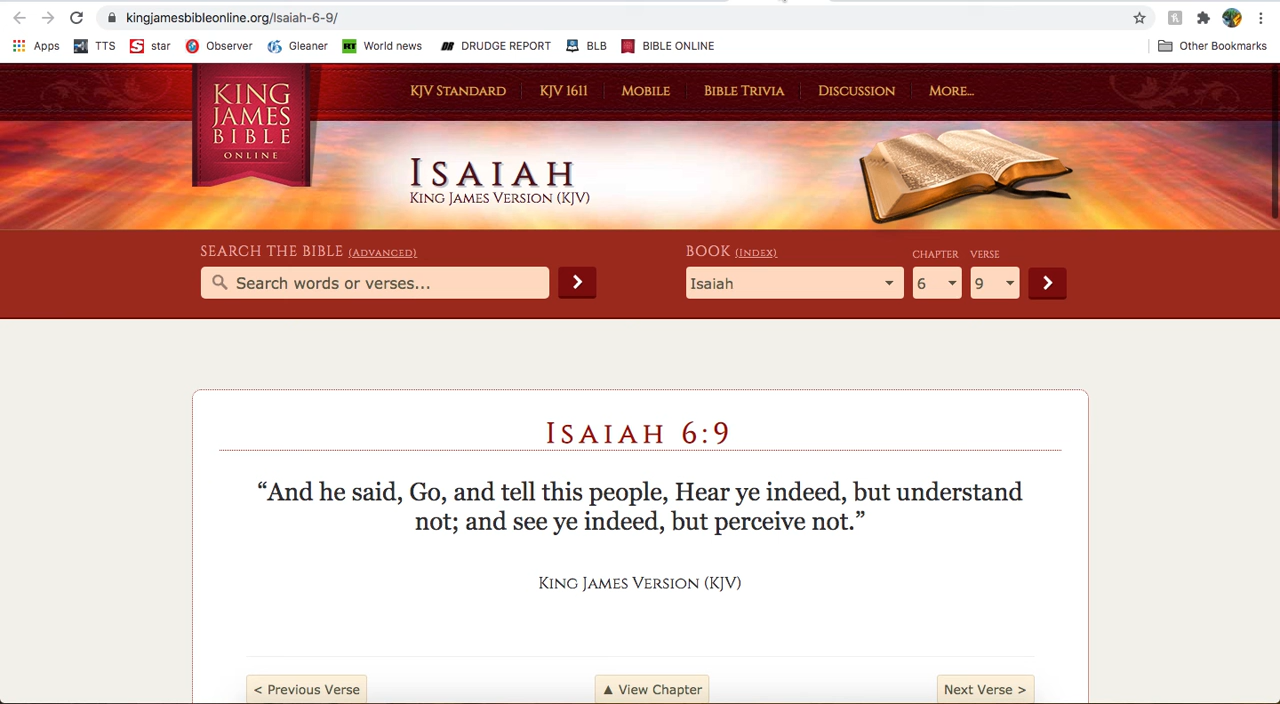 kingjamesbibleonline.org/Isaiah-6-9/
Apps TTS star Observer Gleaner World news DRUDGE REPORT BLB BIBLE ONLINE Other Bookmarks
KING
JAMES
BIBLE
ONLINE
KJV STANDARD KJV 1611 MOBILE BIBLE TRIVIA DISCUSSION MORE...
ISAIAH
KING JAMES VERSION (KJV)
SEARCH THE BIBLE (ADVANCED)
Search words or verses...
BOOK (INDEX) CHAPTER VERSE
Isaiah 6 9
ISAIAH 6:9
“And he said, Go, and tell this people, Hear ye indeed, but understand
not; and see ye indeed, but perceive not.”
KING JAMES VERSION (KJV)
< Previous Verse ▲ View Chapter Next Verse >